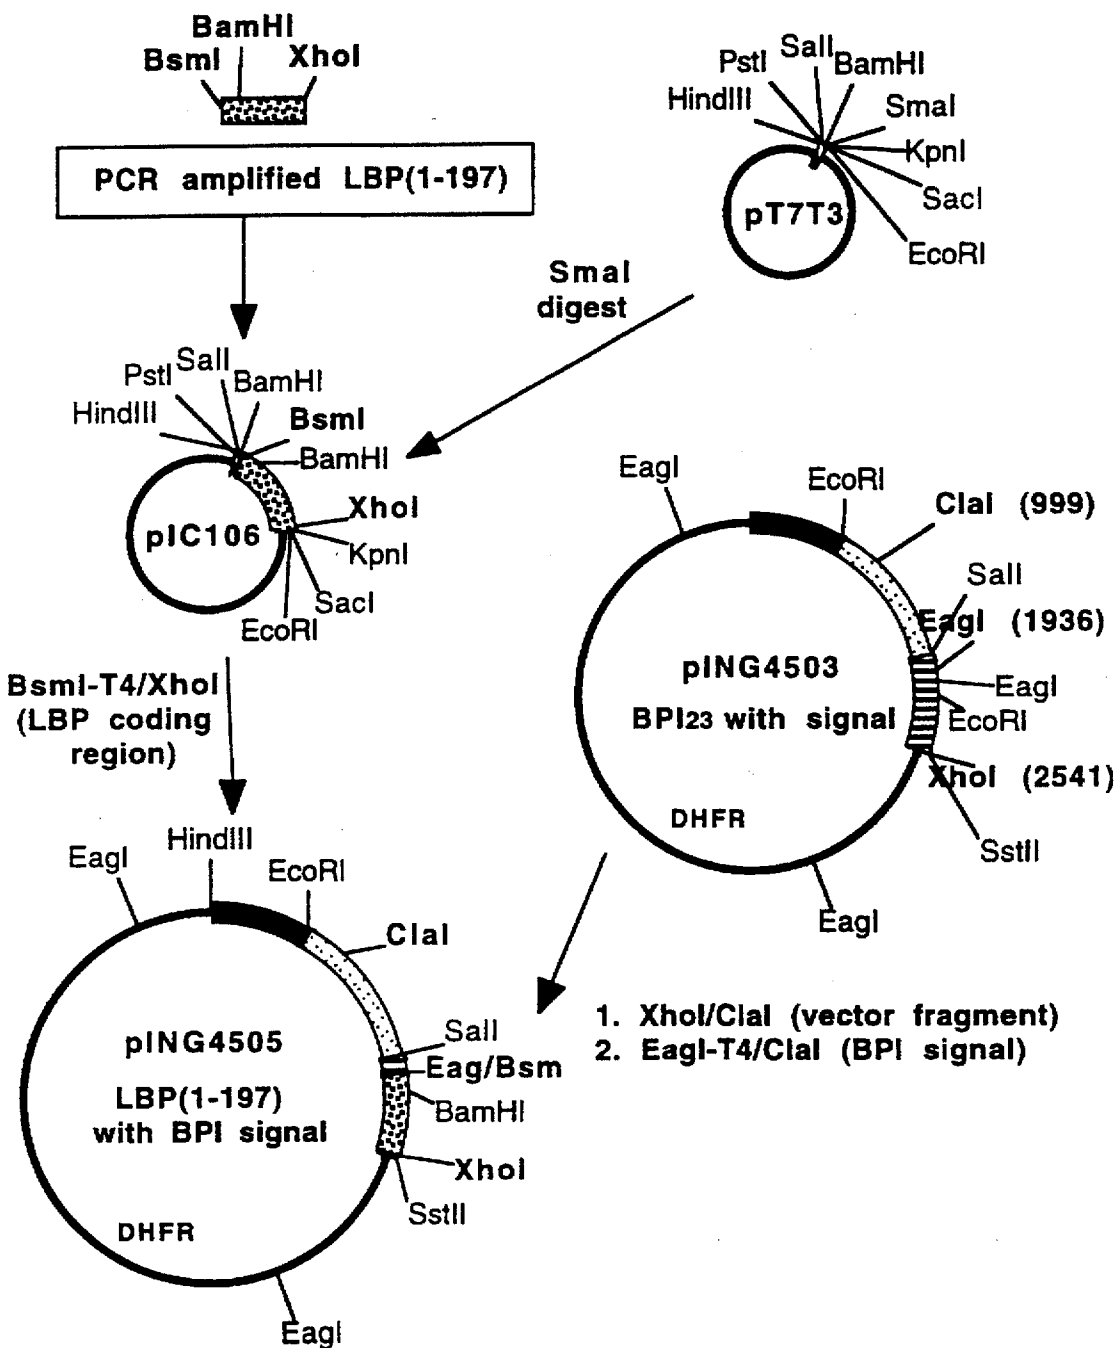 BamHI
BsmI
XhoI
PCR amplified LBP(1-197)
SalI
PstI
BamHI
HindIII
SmaI
KpnI
SacI
EcoRI
pT7T3
SmaI
digest
SalI
PstI
BamHI
HindIII
BsmI
BamHI
XhoI
KpnI
SacI
EcoRI
pIC106
BsmI-T4/XhoI
(LBP coding
region)
EagI
EcoRI
ClaI (999)
SalI
EagI (1936)
EagI
EcoRI
XhoI (2541)
SstII
EagI
pING4503
BPI23 with signal
DHFR
1. XhoI/ClaI (vector fragment)
2. EagI-T4/ClaI (BPI signal)
HindIII
EagI
EcoRI
ClaI
SalI
Eag/Bsm
BamHI
XhoI
SstII
EagI
pING4505
LBP(1-197)
with BPI signal
DHFR